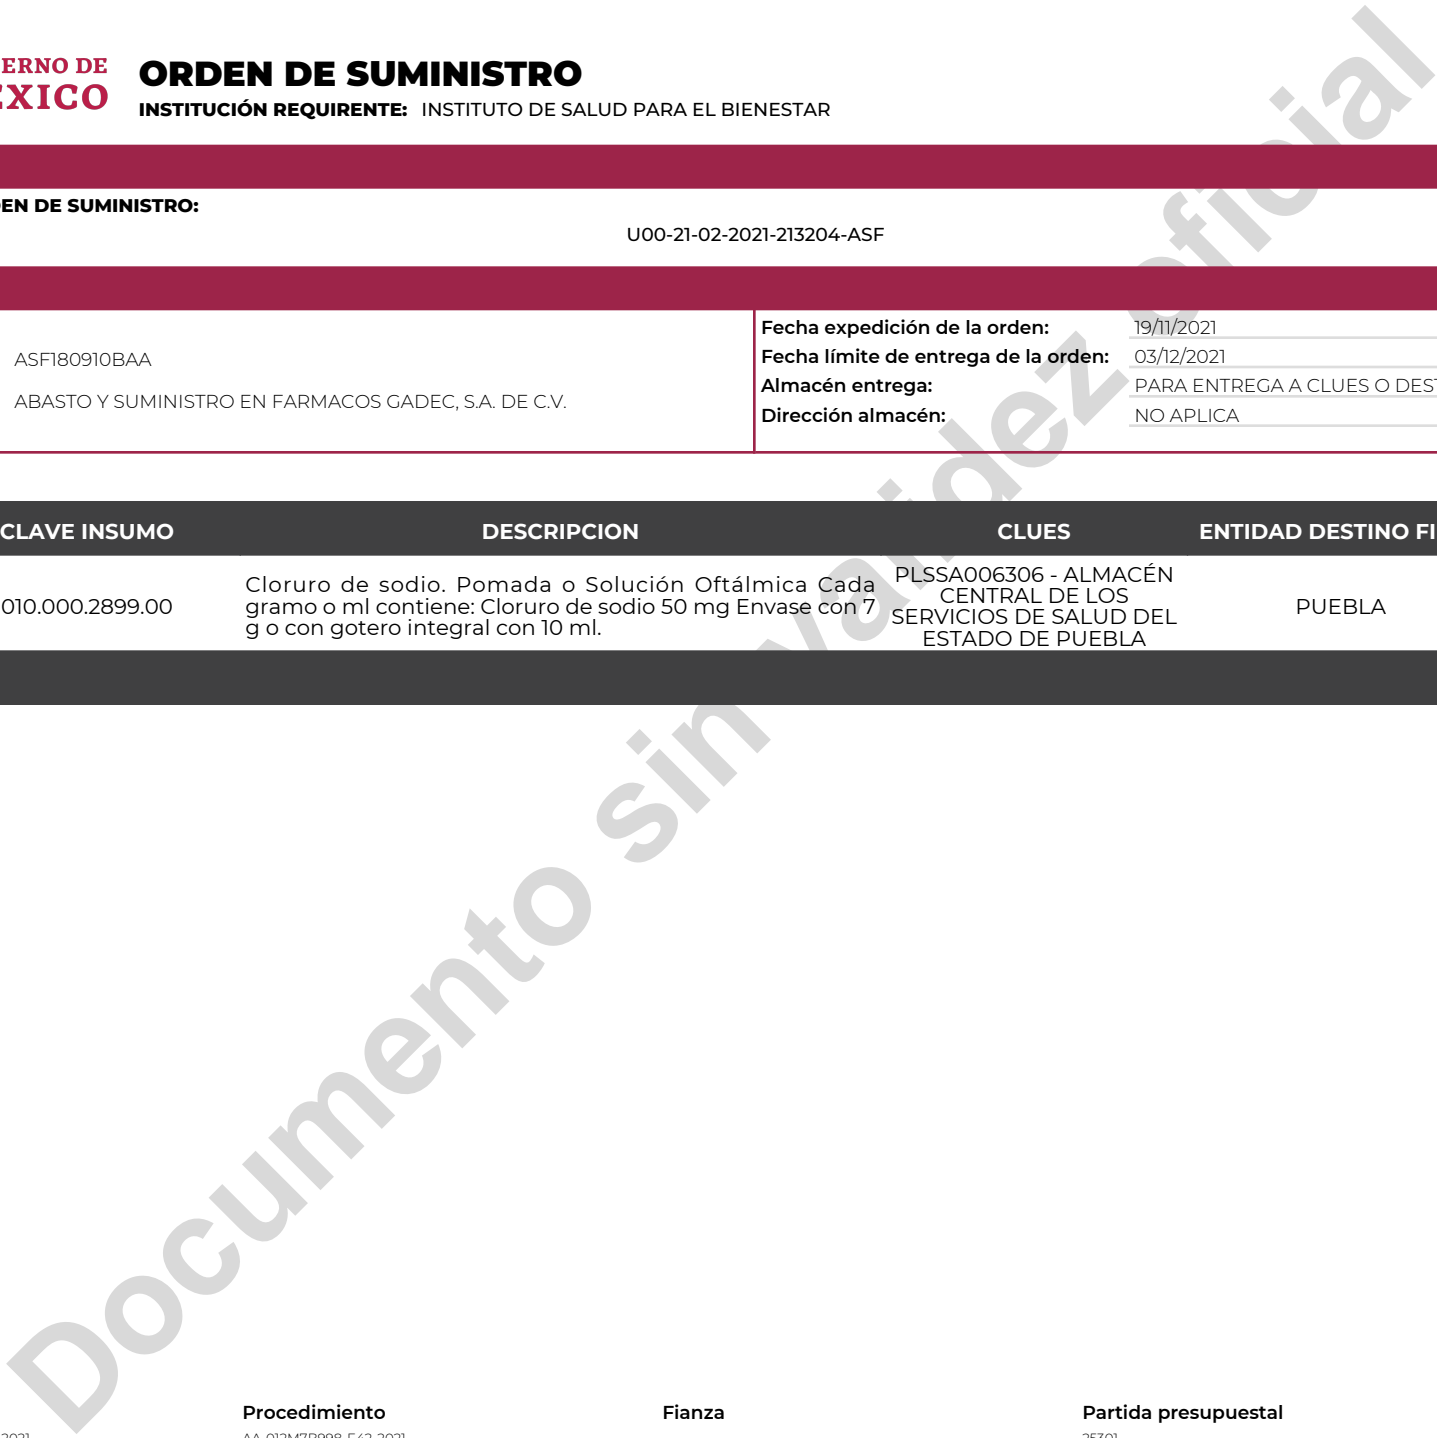 ERNO DE
ÉXICO
ORDEN DE SUMINISTRO
INSTITUCIÓN REQUIRENTE: INSTITUTO DE SALUD PARA EL BIENESTAR
EN DE SUMINISTRO:
U00-21-02-2021-213204-ASF
ASF180910BAA
ABASTO Y SUMINISTRO EN FARMACOS GADEC, S.A. DE C.V.
Fecha expedición de la orden: 19/11/2021
Fecha límite de entrega de la orden: 03/12/2021
Almacén entrega: PARA ENTREGA A CLUES O DEST
Dirección almacén: NO APLICA
CLAVE INSUMO DESCRIPCION CLUES ENTIDAD DESTINO FI
010.000.2899.00
Cloruro de sodio. Pomada o Solución Oftálmica Cada
gramo o ml contiene: Cloruro de sodio 50 mg Envase con 7
g o con gotero integral con 10 ml.
PLSSA006306 - ALMACÉN
CENTRAL DE LOS
SERVICIOS DE SALUD DEL
ESTADO DE PUEBLA
PUEBLA
Documento sin validez oficial
Procedimiento Fianza Partida presupuestal